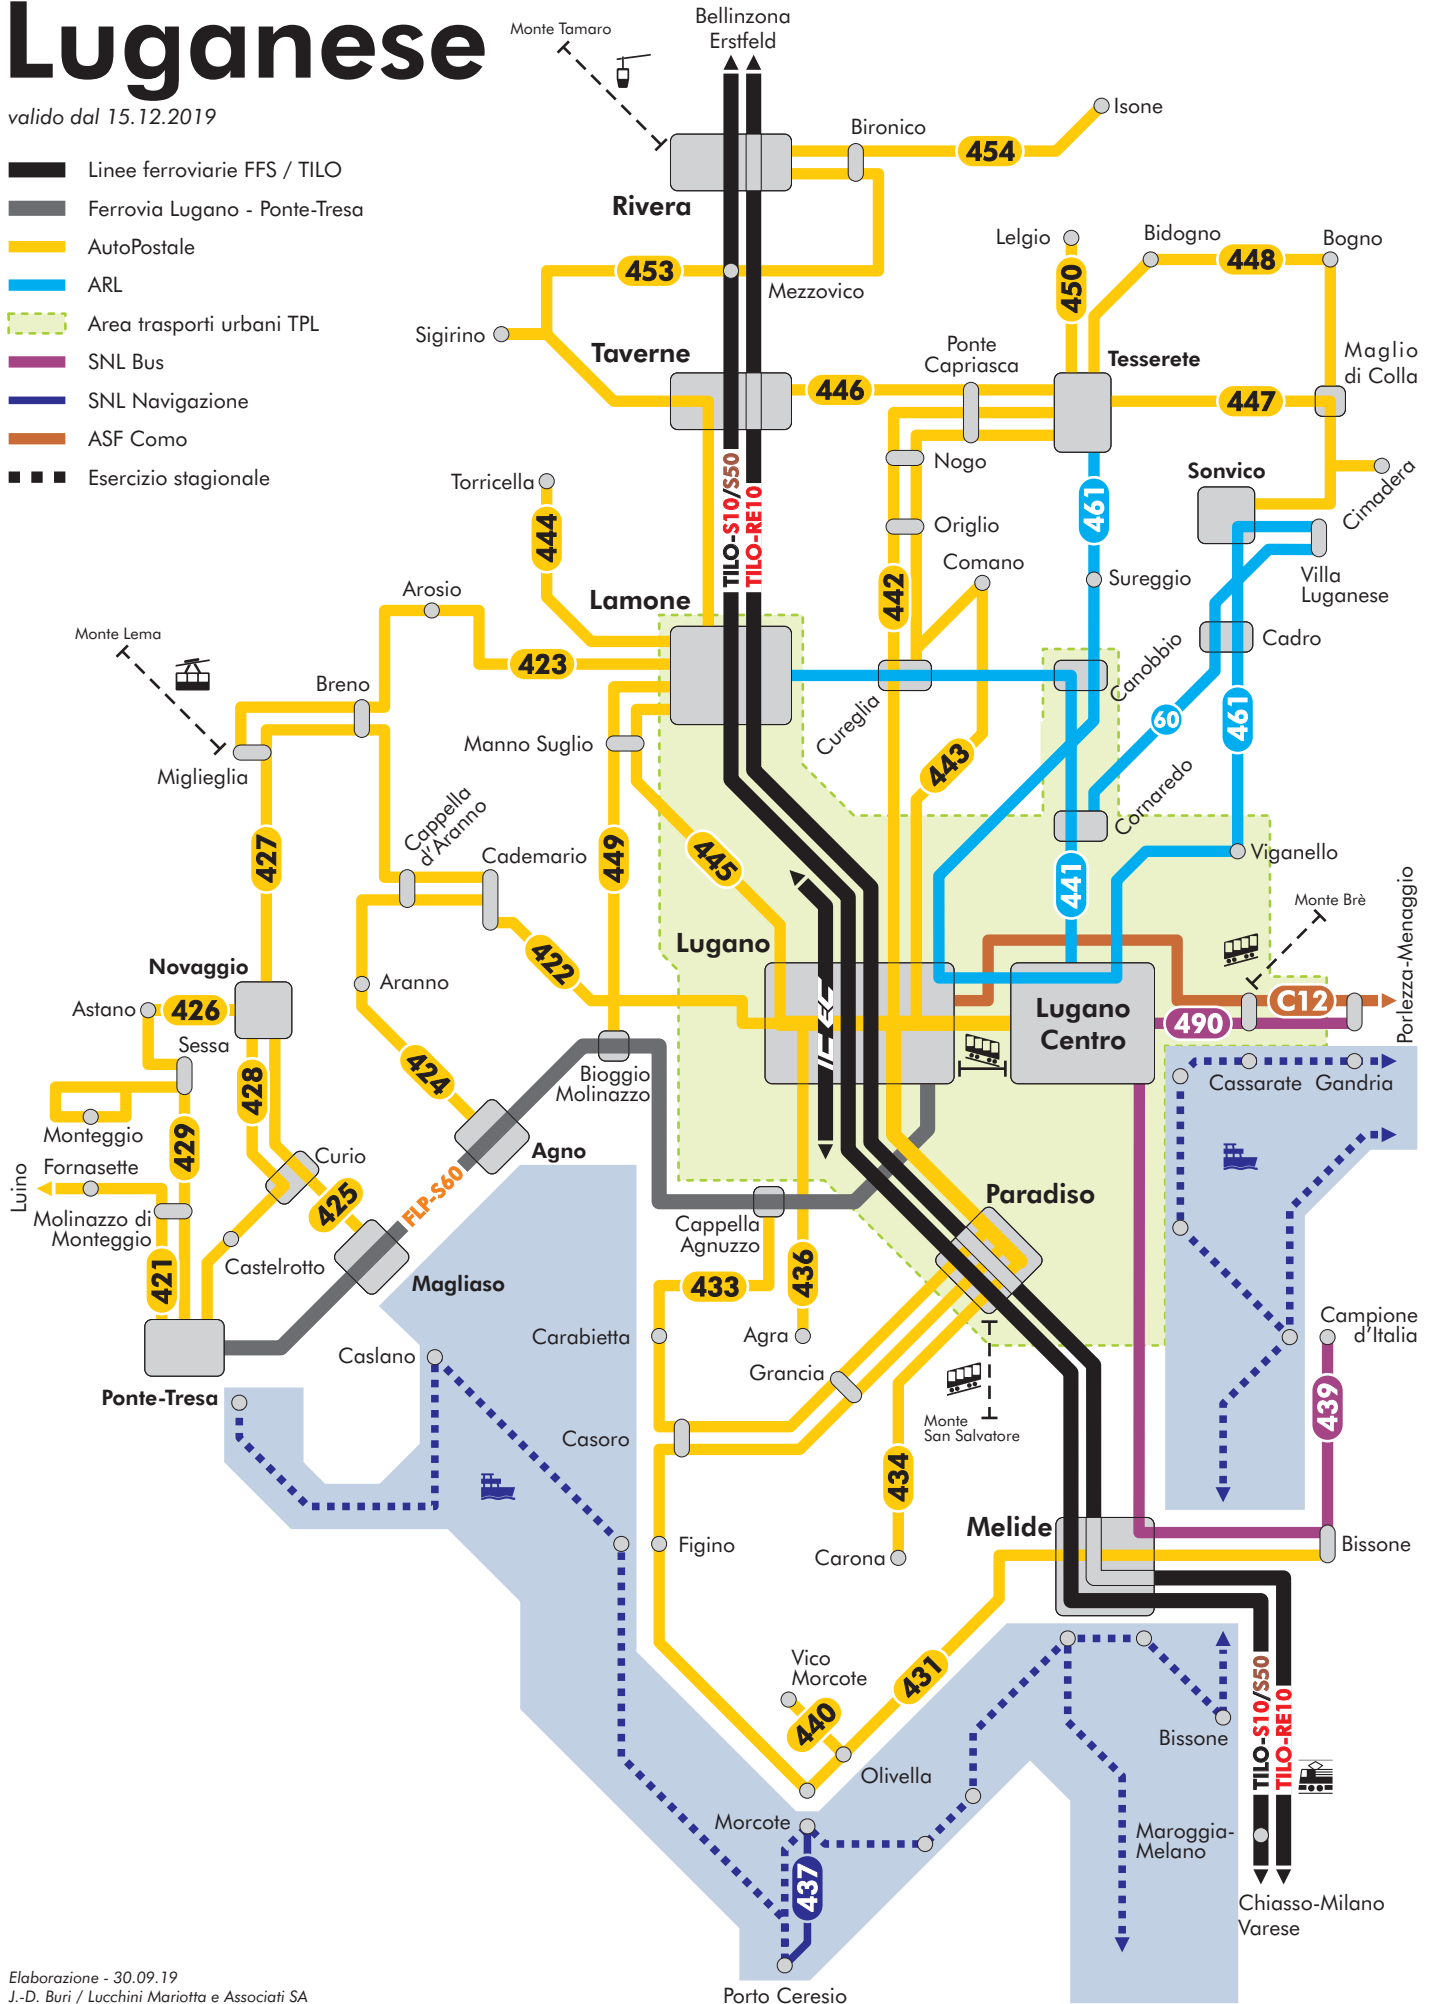 Luganese
valido dal 15.12.2019
Linee ferroviarie FFS / TILO
Ferrovia Lugano - Ponte-Tresa
AutoPostale
ARL
Area trasporti urbani TPL
SNL Bus
SNL Navigazione
ASF Como
Esercizio stagionale
Monte Tamaro
Bellinzona
Erstfeld
Isone
Bironico
454
Rivera
453
Mezzovico
Sigirino
Taverne
446
Ponte
Capriasca
Lelgio
450
Bidogno
448
Bogno
Tesserete
447
Maglio
di Colla
Nogo
Origlio
Comano
442
461
Sureggio
Sonvico
Cimadera
Villa
Luganese
Cadro
Canobbio
60
461
Cornaredo
Viganello
Torricella
444
TILO-S10/S50
TILO-RE10
Arosio
Lamone
423
Monte Lema
Breno
Miglieglia
Manno Suglio
Cureglia
443
427
Cappella
d'Aranno
Cademario
449
445
441
Monte Brè
Porlezza-Menaggio
Lugano
422
Novaggio
Aranno
Astano
426
Sessa
IC-EC
Lugano
Centro
C12
490
Cassarate
Gandria
428
424
Bioggio
Molinazzo
Monteggio
429
Curio
Agno
Luino
Fornasette
425
FLP-S60
Molinazzo di
Monteggio
Cappella
Agnuzzo
Paradiso
421
Castelrotto
Magliaso
433
436
Carabietta
Agra
Campione
d'Italia
Caslano
Ponte-Tresa
Grancia
Monte
San Salvatore
439
Casoro
434
Figino
Carona
Melide
Bissone
Vico
Morcote
440
431
Olivella
Bissone
TILO-S10/S50
TILO-RE10
Morcote
437
Maroggia-
Melano
Chiasso-Milano
Varese
Porto Ceresio
Elaborazione - 30.09.19
J.-D. Buri / Lucchini Mariotta e Associati SA